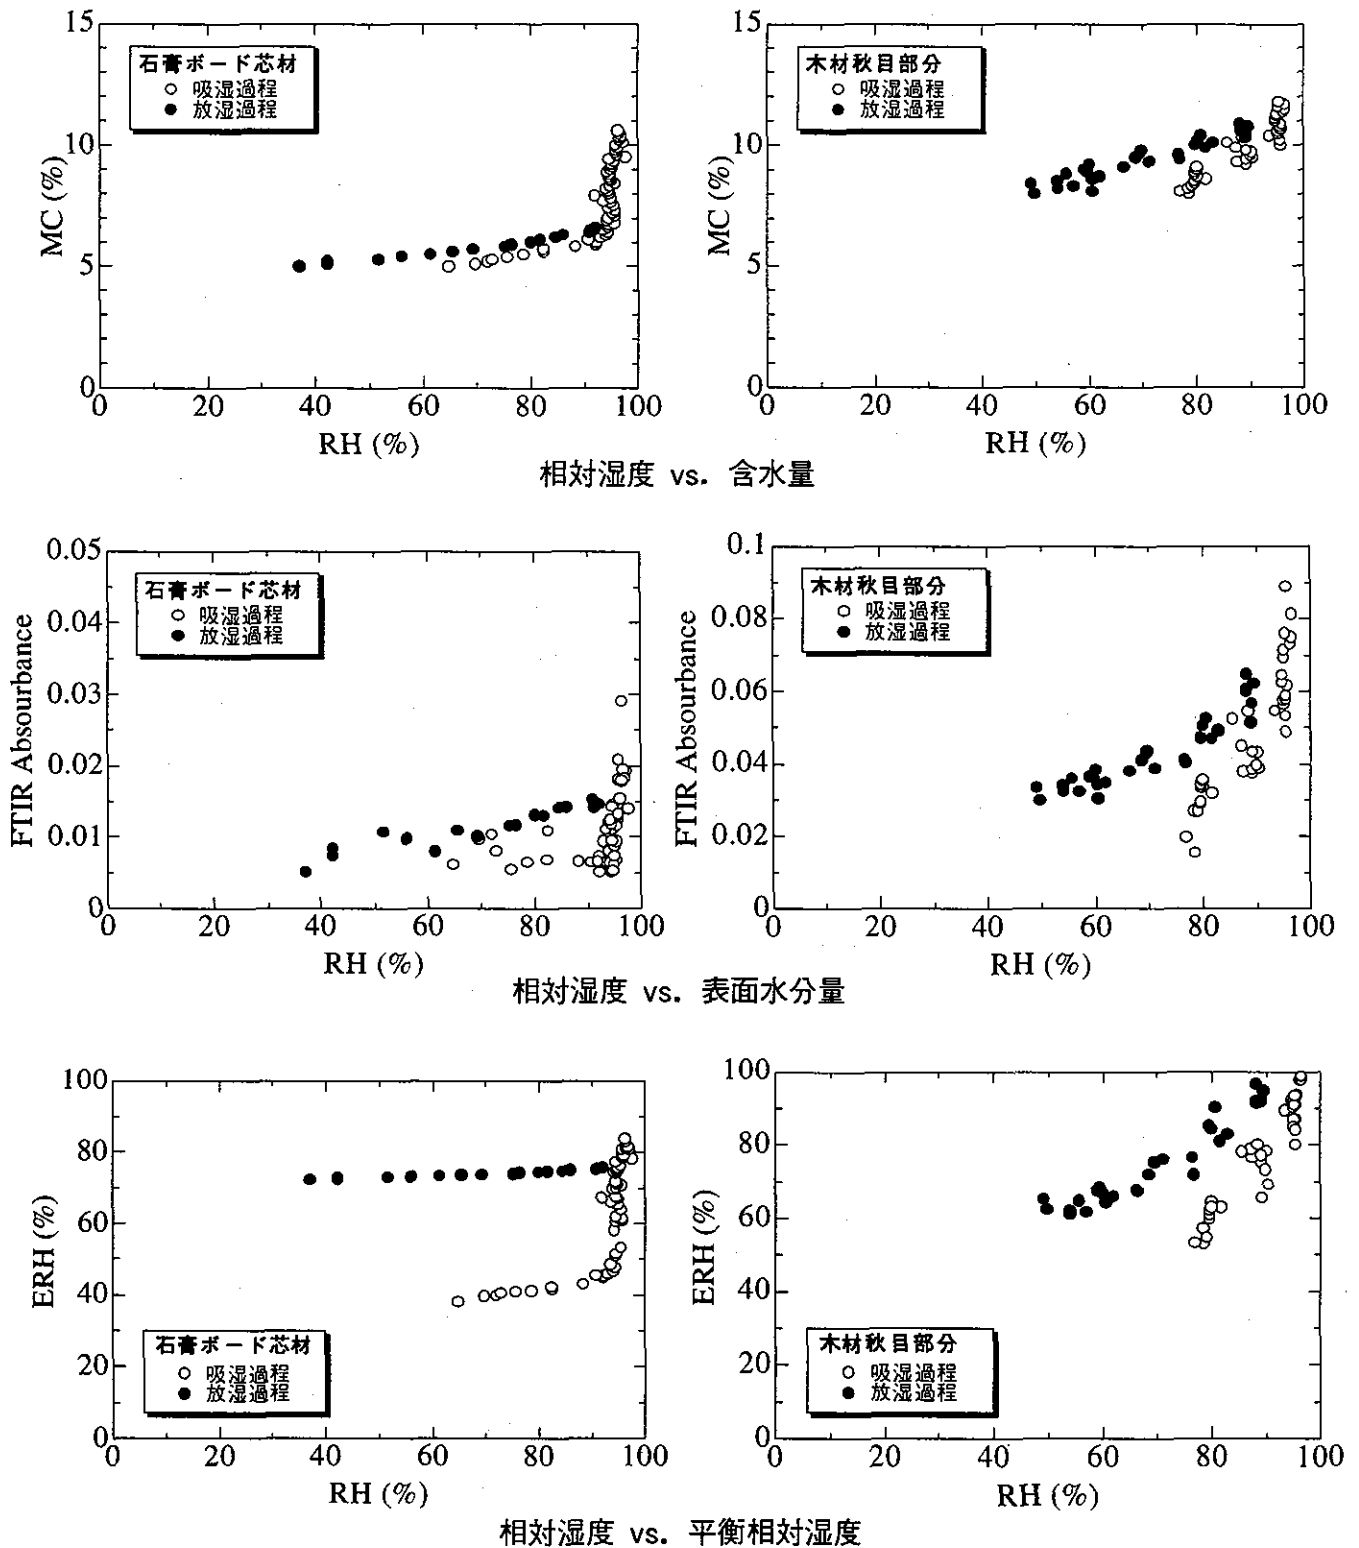 15
10
5
0
MC (%)
石膏ボード芯材
吸湿過程
放湿過程
0 20 40 60 80 100
RH (%)
15
10
5
0
MC (%)
木材秋目部分
吸湿過程
放湿過程
0 20 40 60 80 100
RH (%)
相対湿度 vs. 含水量
0.05
0.04
0.03
0.02
0.01
0
FTIR Absourbance
石膏ボード芯材
吸湿過程
放湿過程
0 20 40 60 80 100
RH (%)
0.1
0.08
0.06
0.04
0.02
0
FTIR Absourbance
木材秋目部分
吸湿過程
放湿過程
0 20 40 60 80 100
RH (%)
相対湿度 vs. 表面水分量
100
80
60
40
20
0
ERH (%)
石膏ボード芯材
吸湿過程
放湿過程
0 20 40 60 80 100
RH (%)
100
80
60
40
20
0
ERH (%)
木材秋目部分
吸湿過程
放湿過程
0 20 40 60 80 100
RH (%)
相対湿度 vs. 平衡相対湿度